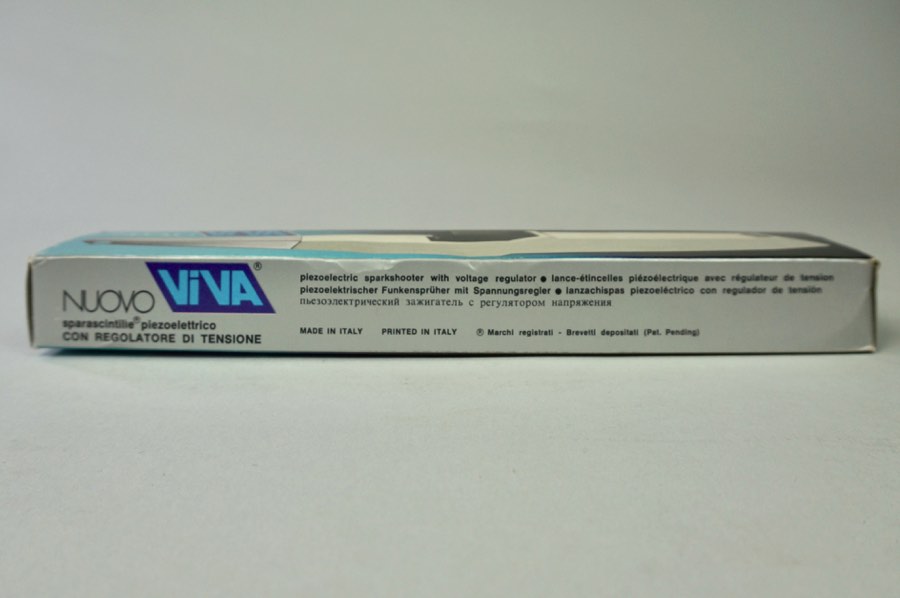 NUOVO ViVA®
sparascintille® piezoelettrico
CON REGOLATORE DI TENSIONE
piezoelectric sparkshooter with voltage regulator ● lance-étincelles piézoélectrique avec régulateur de tension
piezoelektrischer Funkensprüher mit Spannungsregler ● lanzachispas piezoeléctrico con regulador de tensión
пьезоэлектрический зажигатель с регулятором напряжения
MADE IN ITALY PRINTED IN ITALY ® Marchi registrati - Brevetti depositati (Pat. Pending)